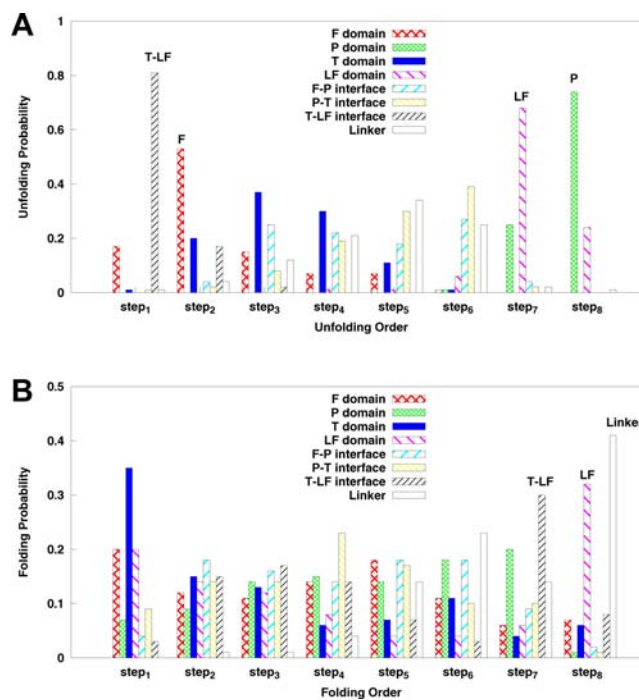 A
1
0.8
0.6
0.4
0.2
0
Unfolding Probability
T-LF
F
LF
P
F domain
P domain
T domain
LF domain
F-P interface
P-T interface
T-LF interface
Linker
step1 step2 step3 step4 step5 step6 step7 step8
Unfolding Order
B
0.5
0.4
0.3
0.2
0.1
0
Folding Probability
F domain
P domain
T domain
LF domain
F-P interface
P-T interface
T-LF interface
Linker
Linker
T-LF
LF
step1 step2 step3 step4 step5 step6 step7 step8
Folding Order